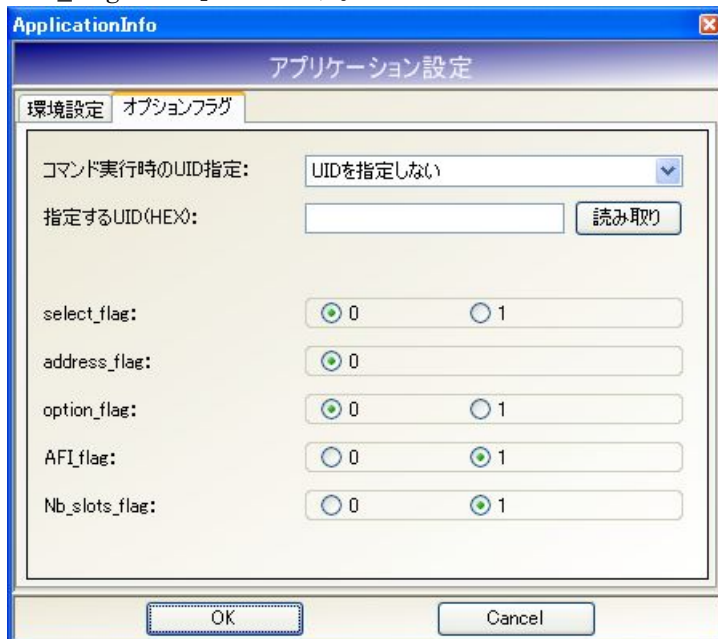 ApplicationInfo
アプリケーション設定
環境設定 オプションフラグ
コマンド実行時のUID指定: UIDを指定しない
指定するUID(HEX): 読み取り
select_flag: 0 1
address_flag: 0
option_flag: 0 1
AFI_flag: 0 1
Nb_slots_flag: 0 1
OK Cancel